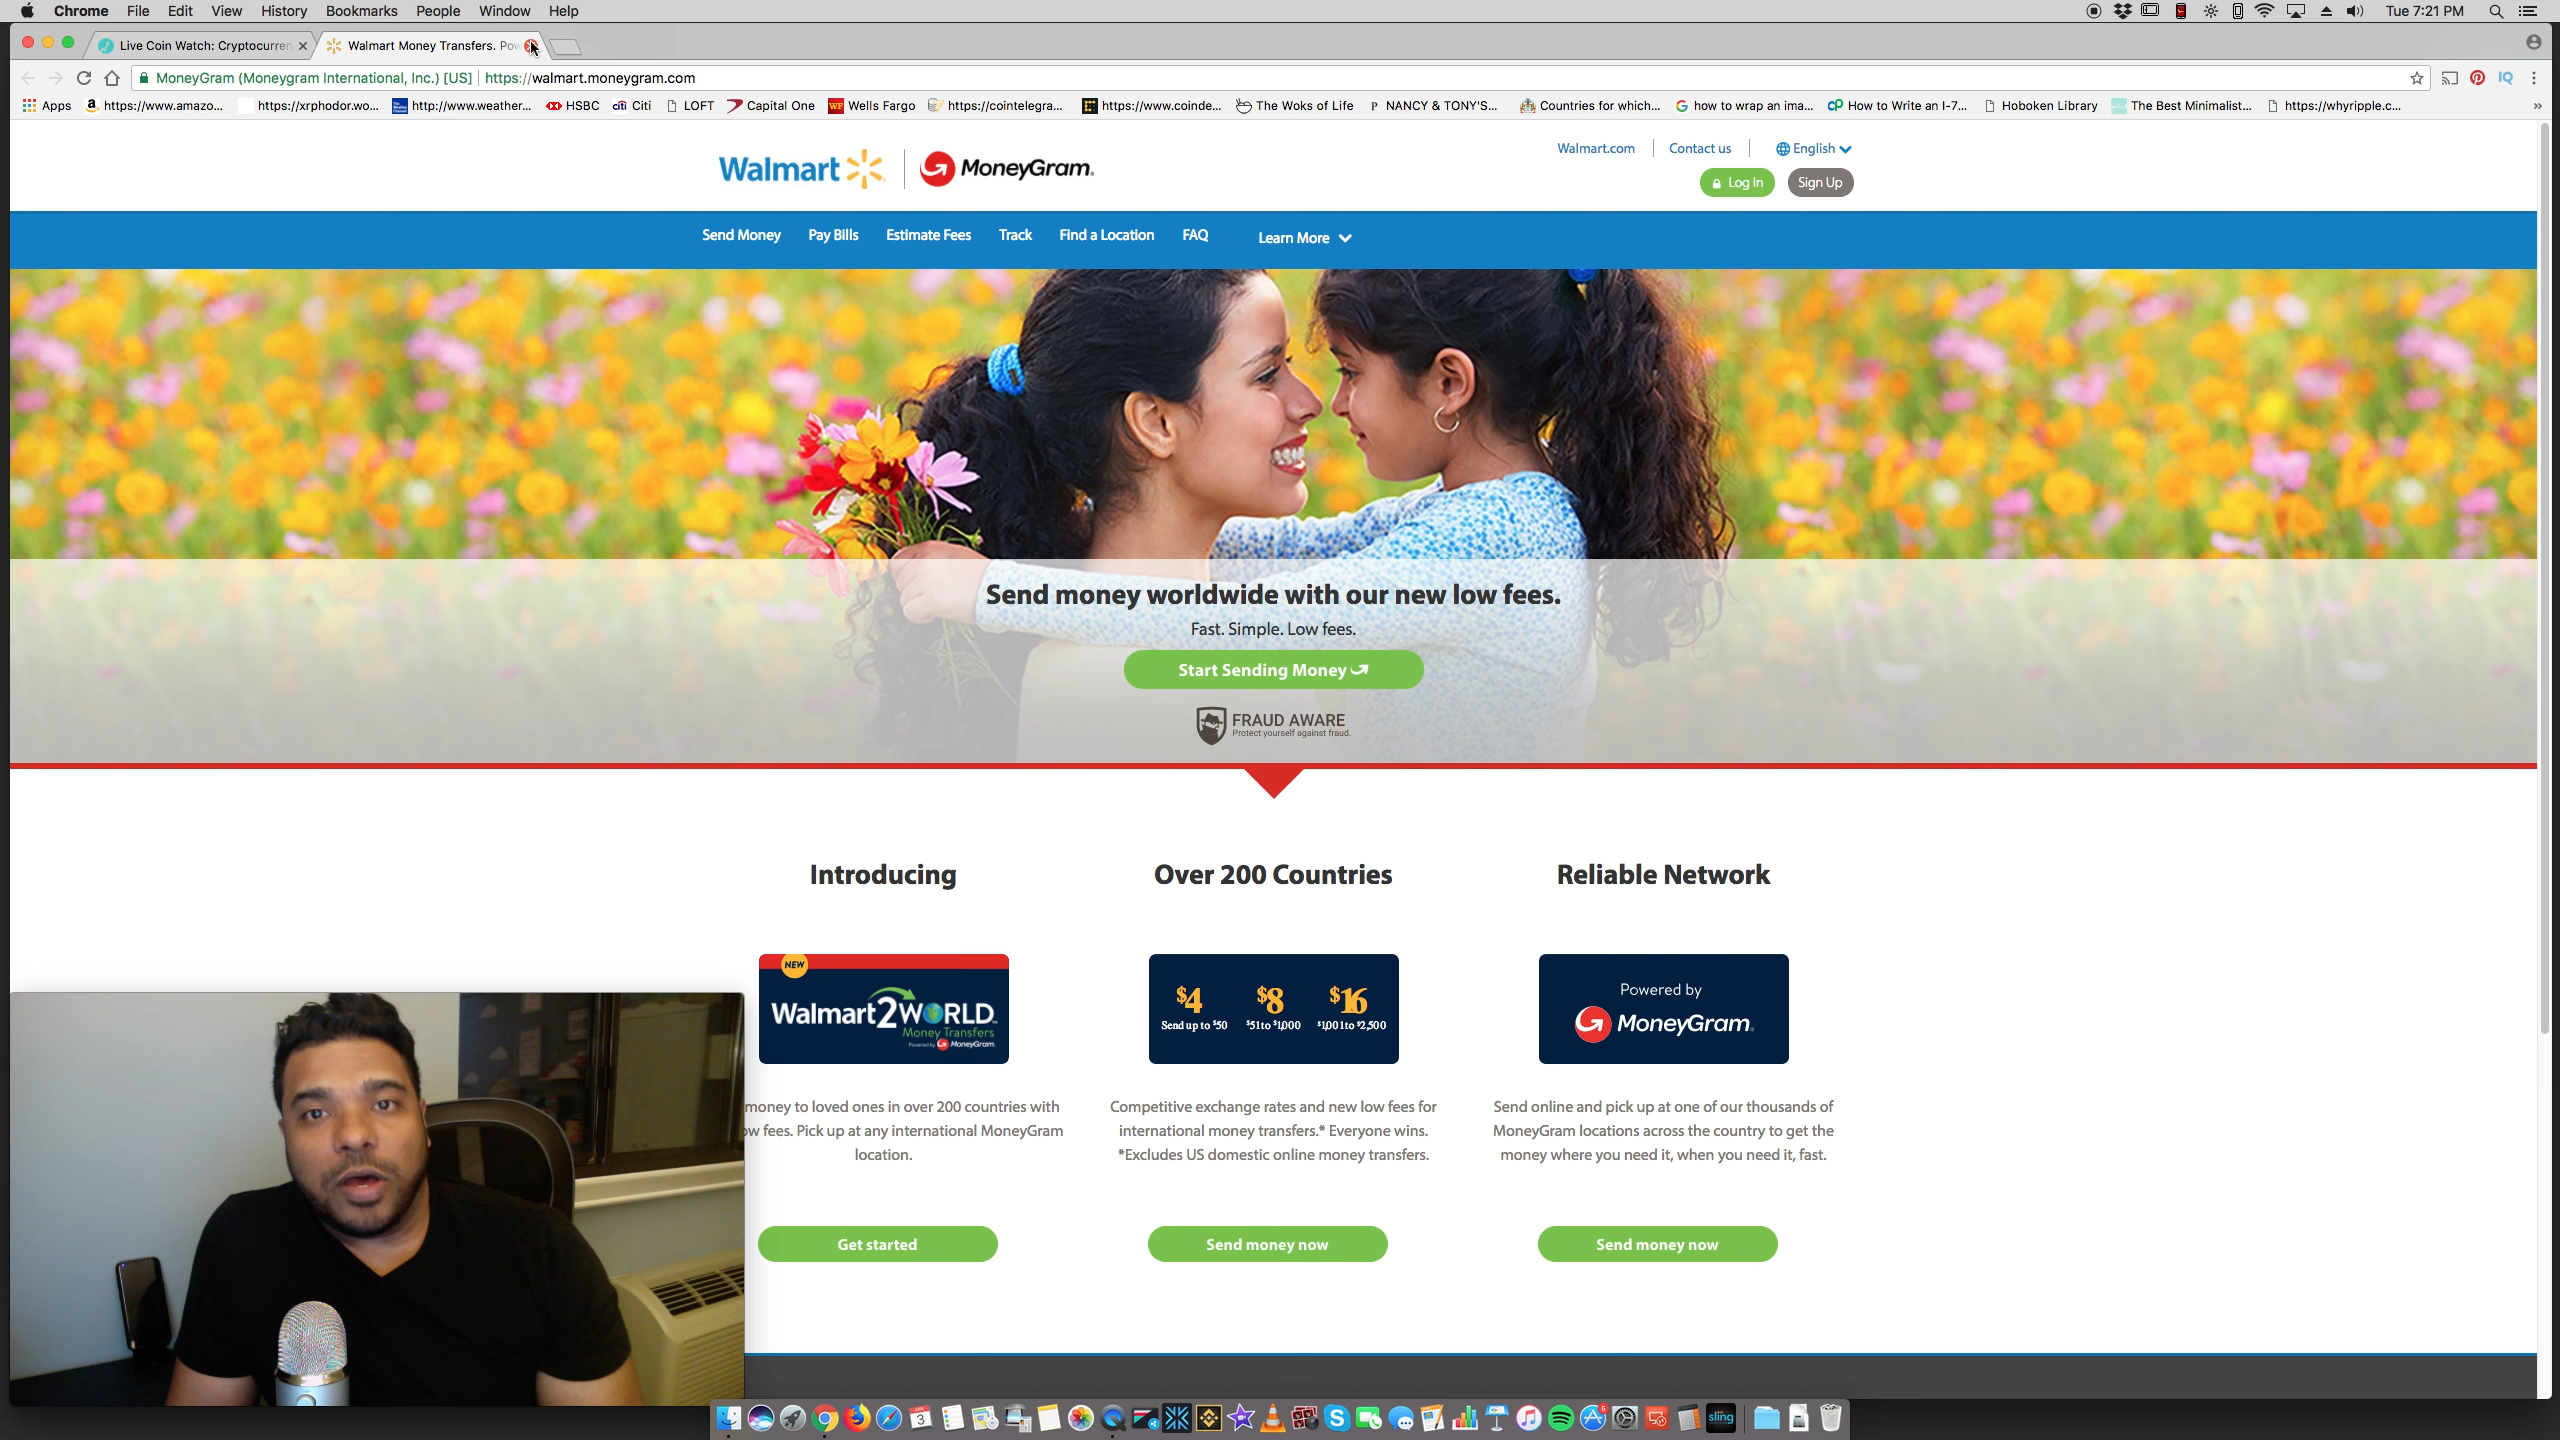 Chrome File Edit View History Bookmarks People Window Help
Tue 7:21 PM
Live Coin Watch: Cryptocurren
Walmart Money Transfers. Pow
MoneyGram (Moneygram International, Inc.) [US] https://walmart.moneygram.com
Apps https://www.amazo... https://xrphodor.wo... http://www.weather... HSBC Citi LOFT Capital One Wells Fargo https://cointelegra... https://www.coinde... The Woks of Life NANCY & TONY'S... Countries for which... how to wrap an ima... How to Write an I-7... Hoboken Library The Best Minimalist... https://whyripple.c...
Walmart MoneyGram
Walmart.com Contact us English
Log In Sign Up
Send Money Pay Bills Estimate Fees Track Find a Location FAQ Learn More
Send money worldwide with our new low fees.
Fast. Simple. Low fees.
Start Sending Money
FRAUD AWARE
Protect yourself against fraud.
Introducing
NEW
Walmart2WORLD
Money Transfers
Powered by MoneyGram
money to loved ones in over 200 countries with
ow fees. Pick up at any international MoneyGram
location.
Get started
Over 200 Countries
$4 $8 $16
Send up to $50 $51 to $1,000 $1,001 to $2,500
Competitive exchange rates and new low fees for
international money transfers.* Everyone wins.
*Excludes US domestic online money transfers.
Send money now
Reliable Network
Powered by
MoneyGram
Send online and pick up at one of our thousands of
MoneyGram locations across the country to get the
money where you need it, when you need it, fast.
Send money now
sling